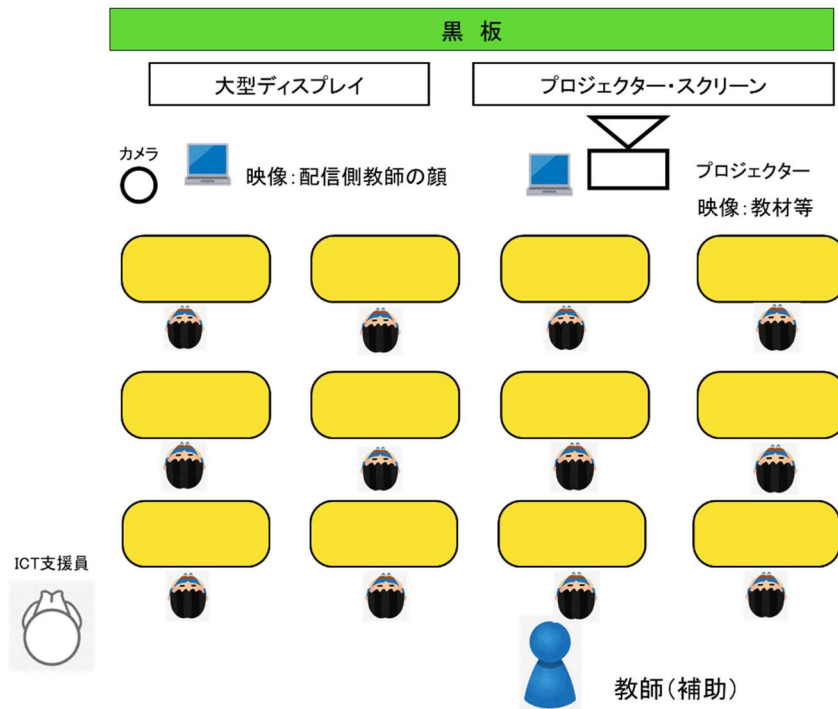 黒 板
大型ディスプレイ
プロジェクター・スクリーン
カメラ
映像:配信側教師の顔
プロジェクター
映像:教材等
ICT支援員
教師(補助)